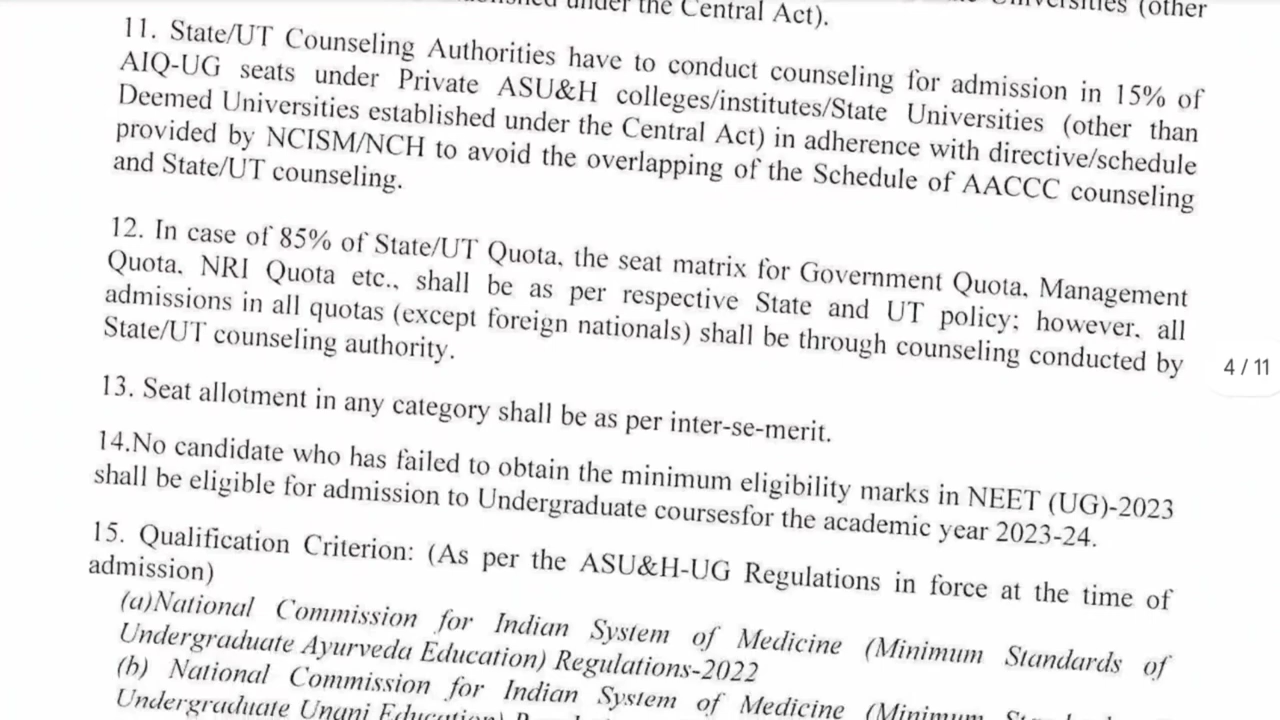 under the Central Act).
Universities (other
11. State/UT Counseling Authorities have to conduct counseling for admission in 15% of
AIQ-UG seats under Private ASU&H colleges/institutes/State Universities (other than
Deemed Universities established under the Central Act) in adherence with directive/schedule
provided by NCISM/NCH to avoid the overlapping of the Schedule of AACCC counseling
and State/UT counseling.
12. In case of 85% of State/UT Quota, the seat matrix for Government Quota, Management
Quota, NRI Quota etc., shall be as per respective State and UT policy; however, all
admissions in all quotas (except foreign nationals) shall be through counseling conducted by
State/UT counseling authority.
4 / 11
13. Seat allotment in any category shall be as per inter-se-merit.
14.No candidate who has failed to obtain the minimum eligibility marks in NEET (UG)-2023
shall be eligible for admission to Undergraduate coursesfor the academic year 2023-24.
15. Qualification Criterion: (As per the ASU&H-UG Regulations in force at the time of
admission)
(a)National Commission for Indian System of Medicine (Minimum Standards of
Undergraduate Ayurveda Education) Regulations-2022
(b) National Commission for Indian System of Medicine (Minimum
Undergraduate Unani Education)